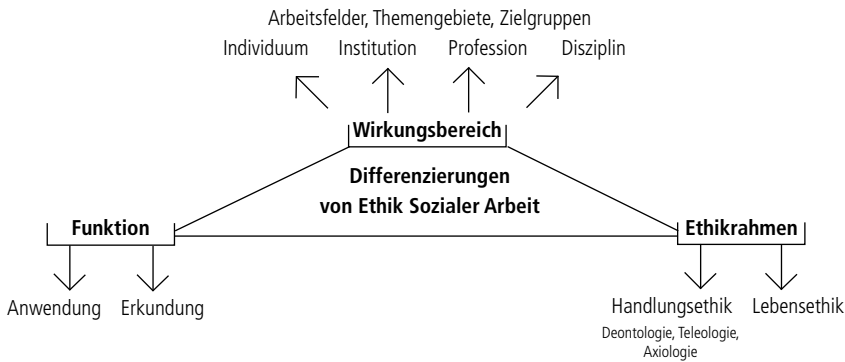 Arbeitsfelder, Themengebiete, Zielgruppen
Individuum Institution Profession Disziplin
Wirkungsbereich
Differenzierungen
von Ethik Sozialer Arbeit
Funktion Ethikrahmen
Anwendung Erkundung Handlungsethik Lebensethik
Deontologie, Teleologie,
Axiologie